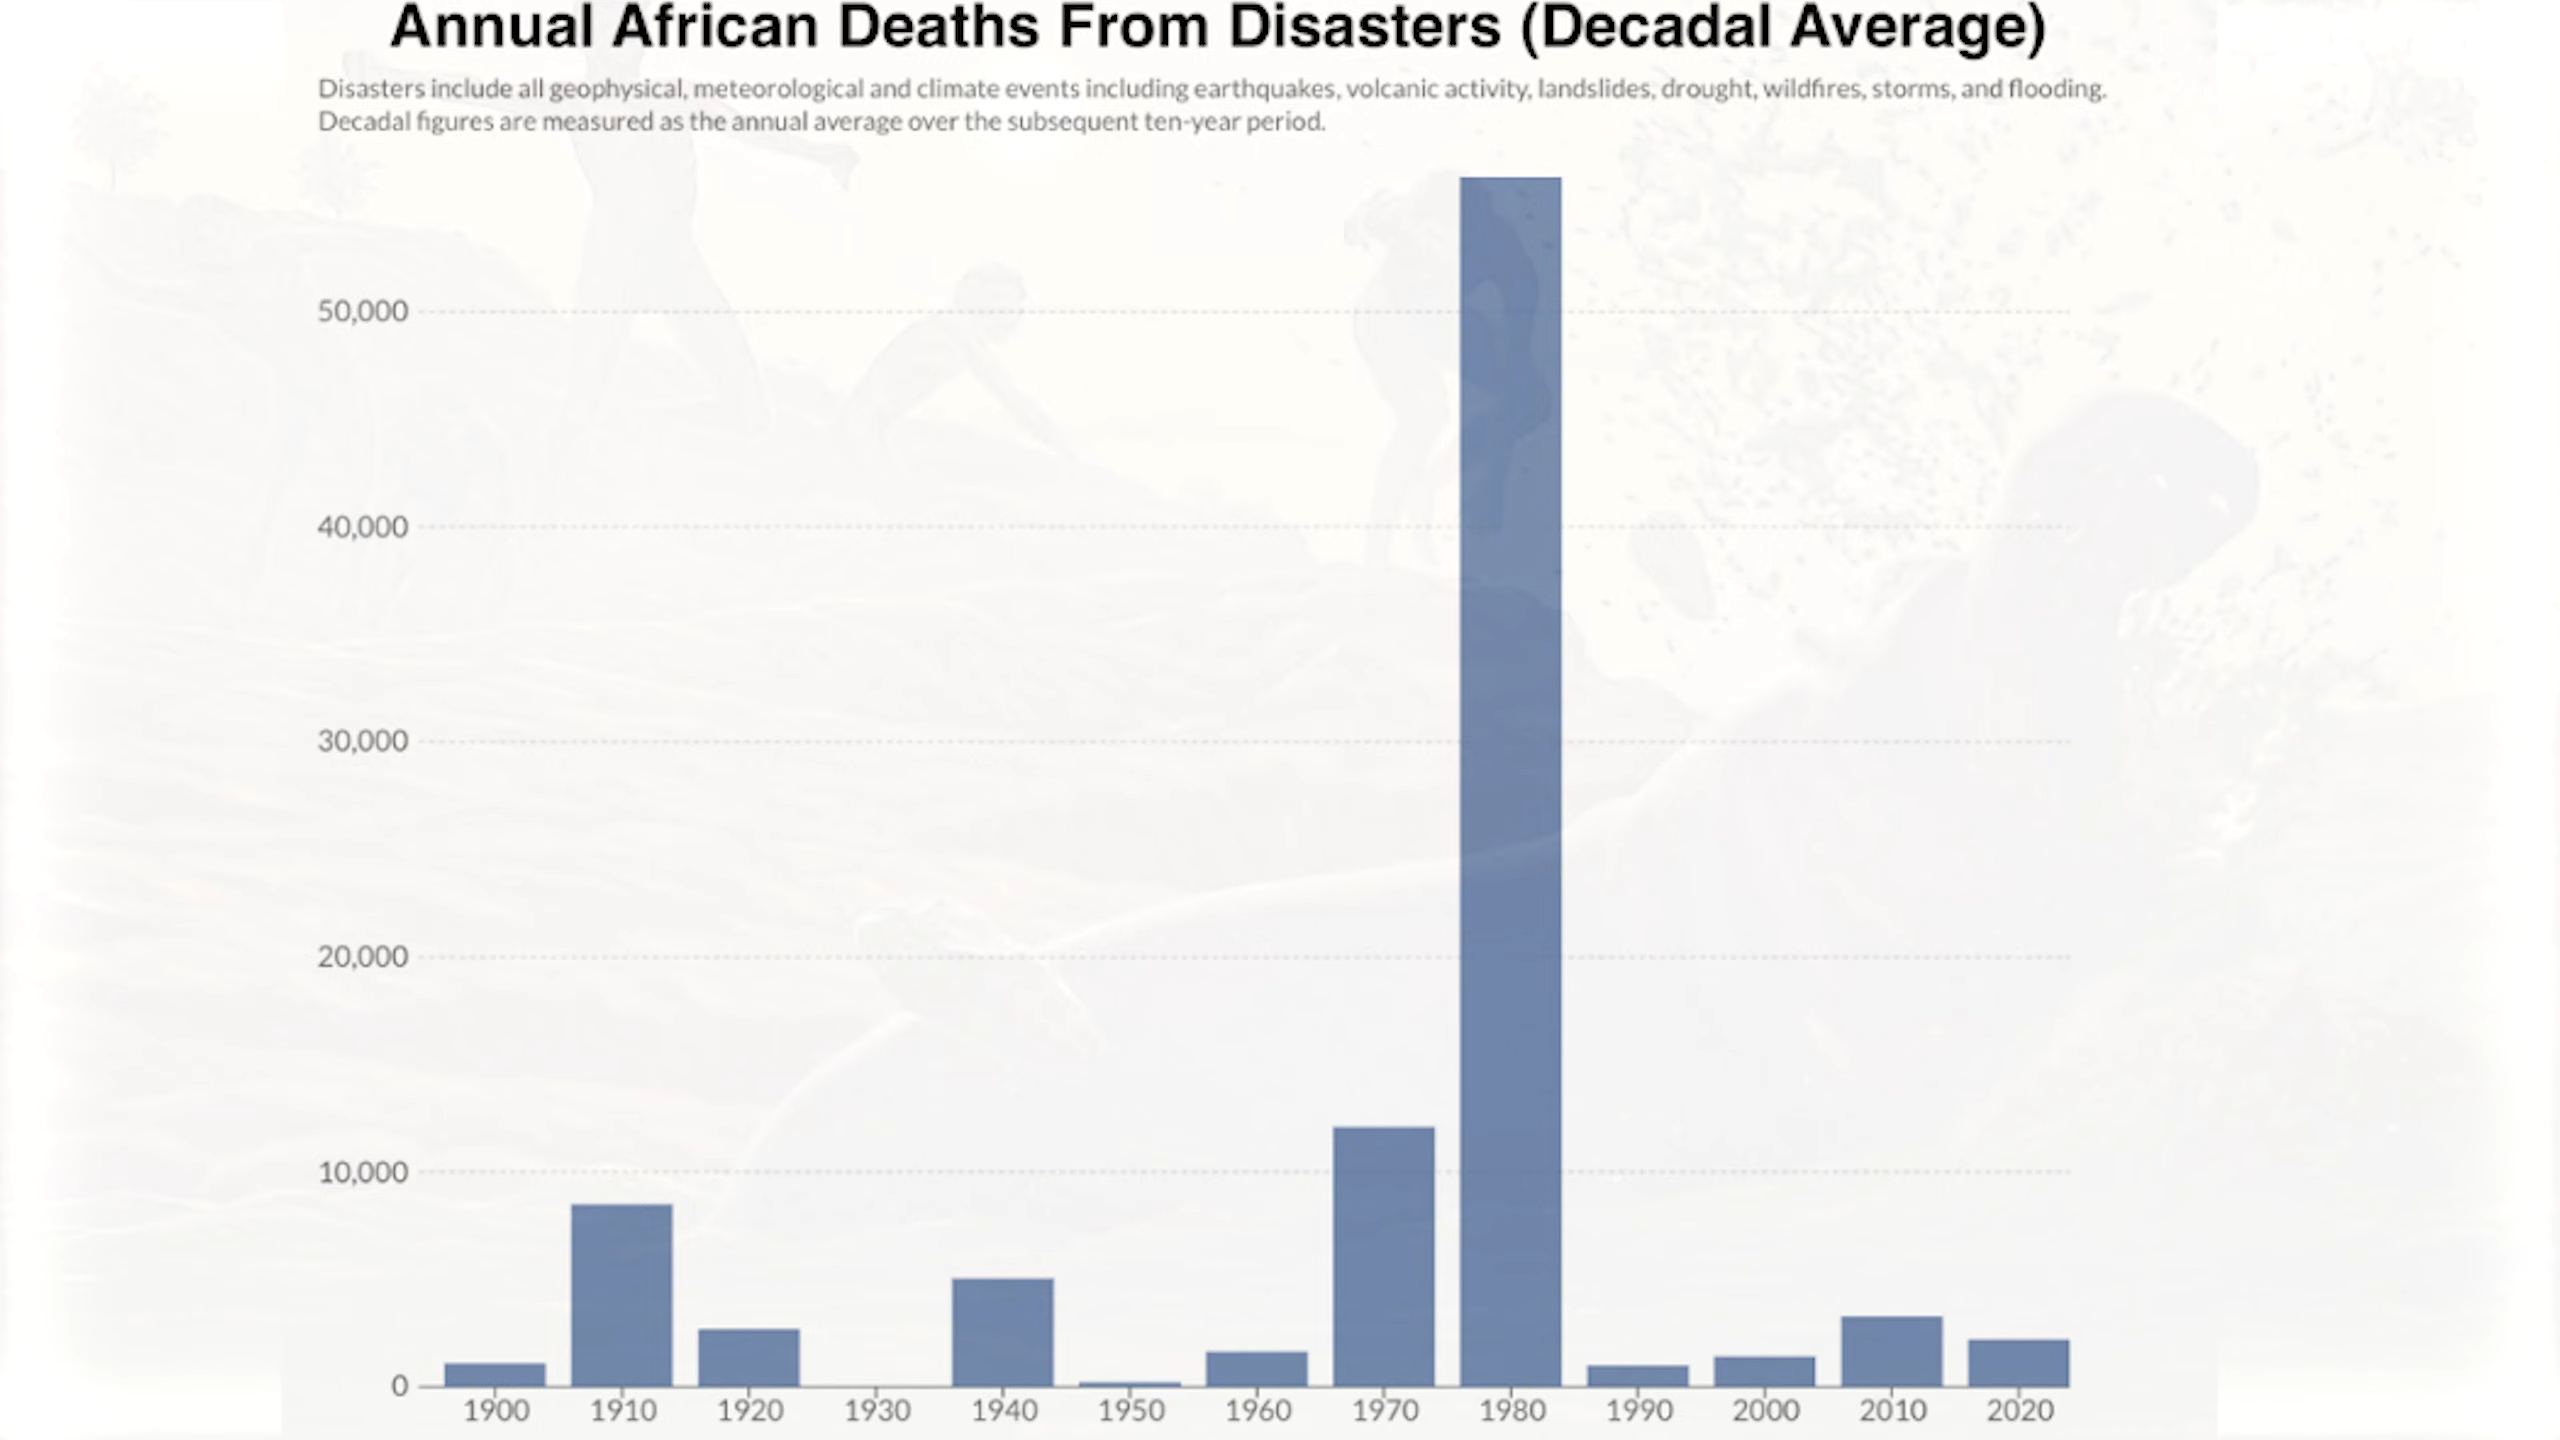 Annual African Deaths From Disasters (Decadal Average)
Disasters include all geophysical, meteorological and climate events including earthquakes, volcanic activity, landslides, drought, wildfires, storms, and flooding.
Decadal figures are measured as the annual average over the subsequent ten-year period.
50,000
40,000
30,000
20,000
10,000
0
1900 1910 1920 1930 1940 1950 1960 1970 1980 1990 2000 2010 2020